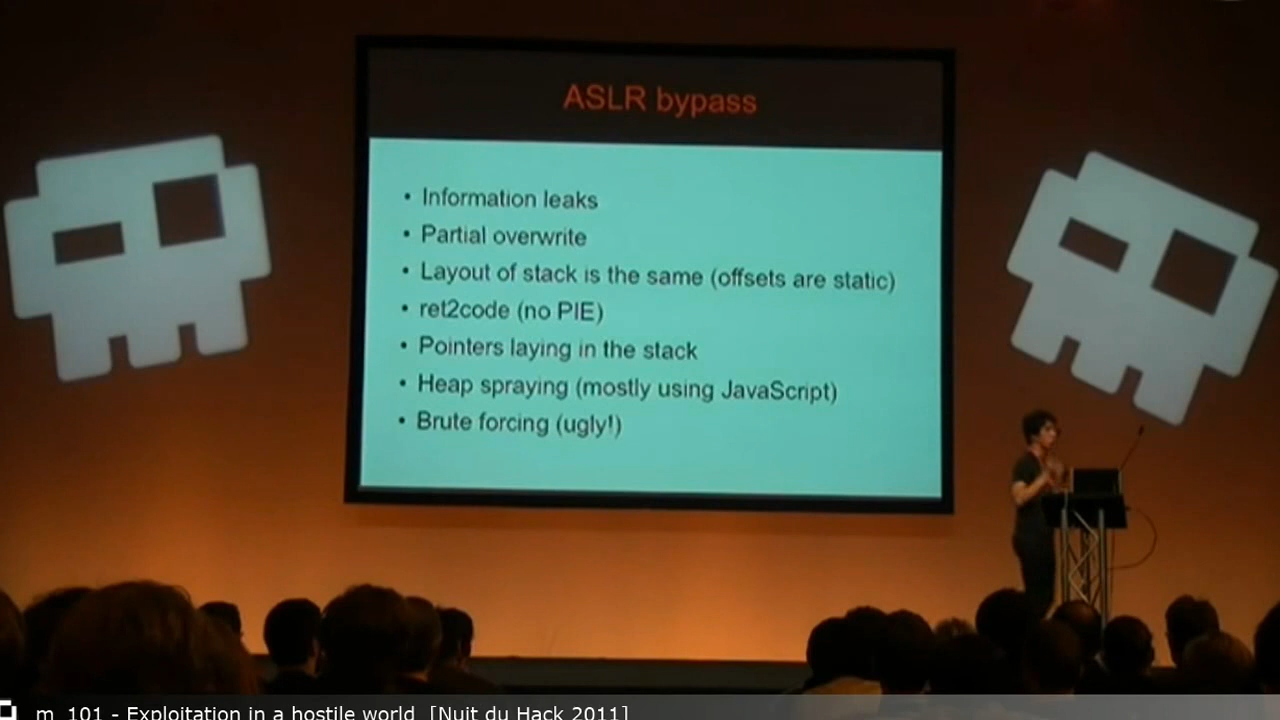 ASLR bypass
• Information leaks
• Partial overwrite
• Layout of stack is the same (offsets are static)
• ret2code (no PIE)
• Pointers laying in the stack
• Heap spraying (mostly using JavaScript)
• Brute forcing (ugly!)
m_101 - Exploitation in a hostile world [Nuit du Hack 2011]